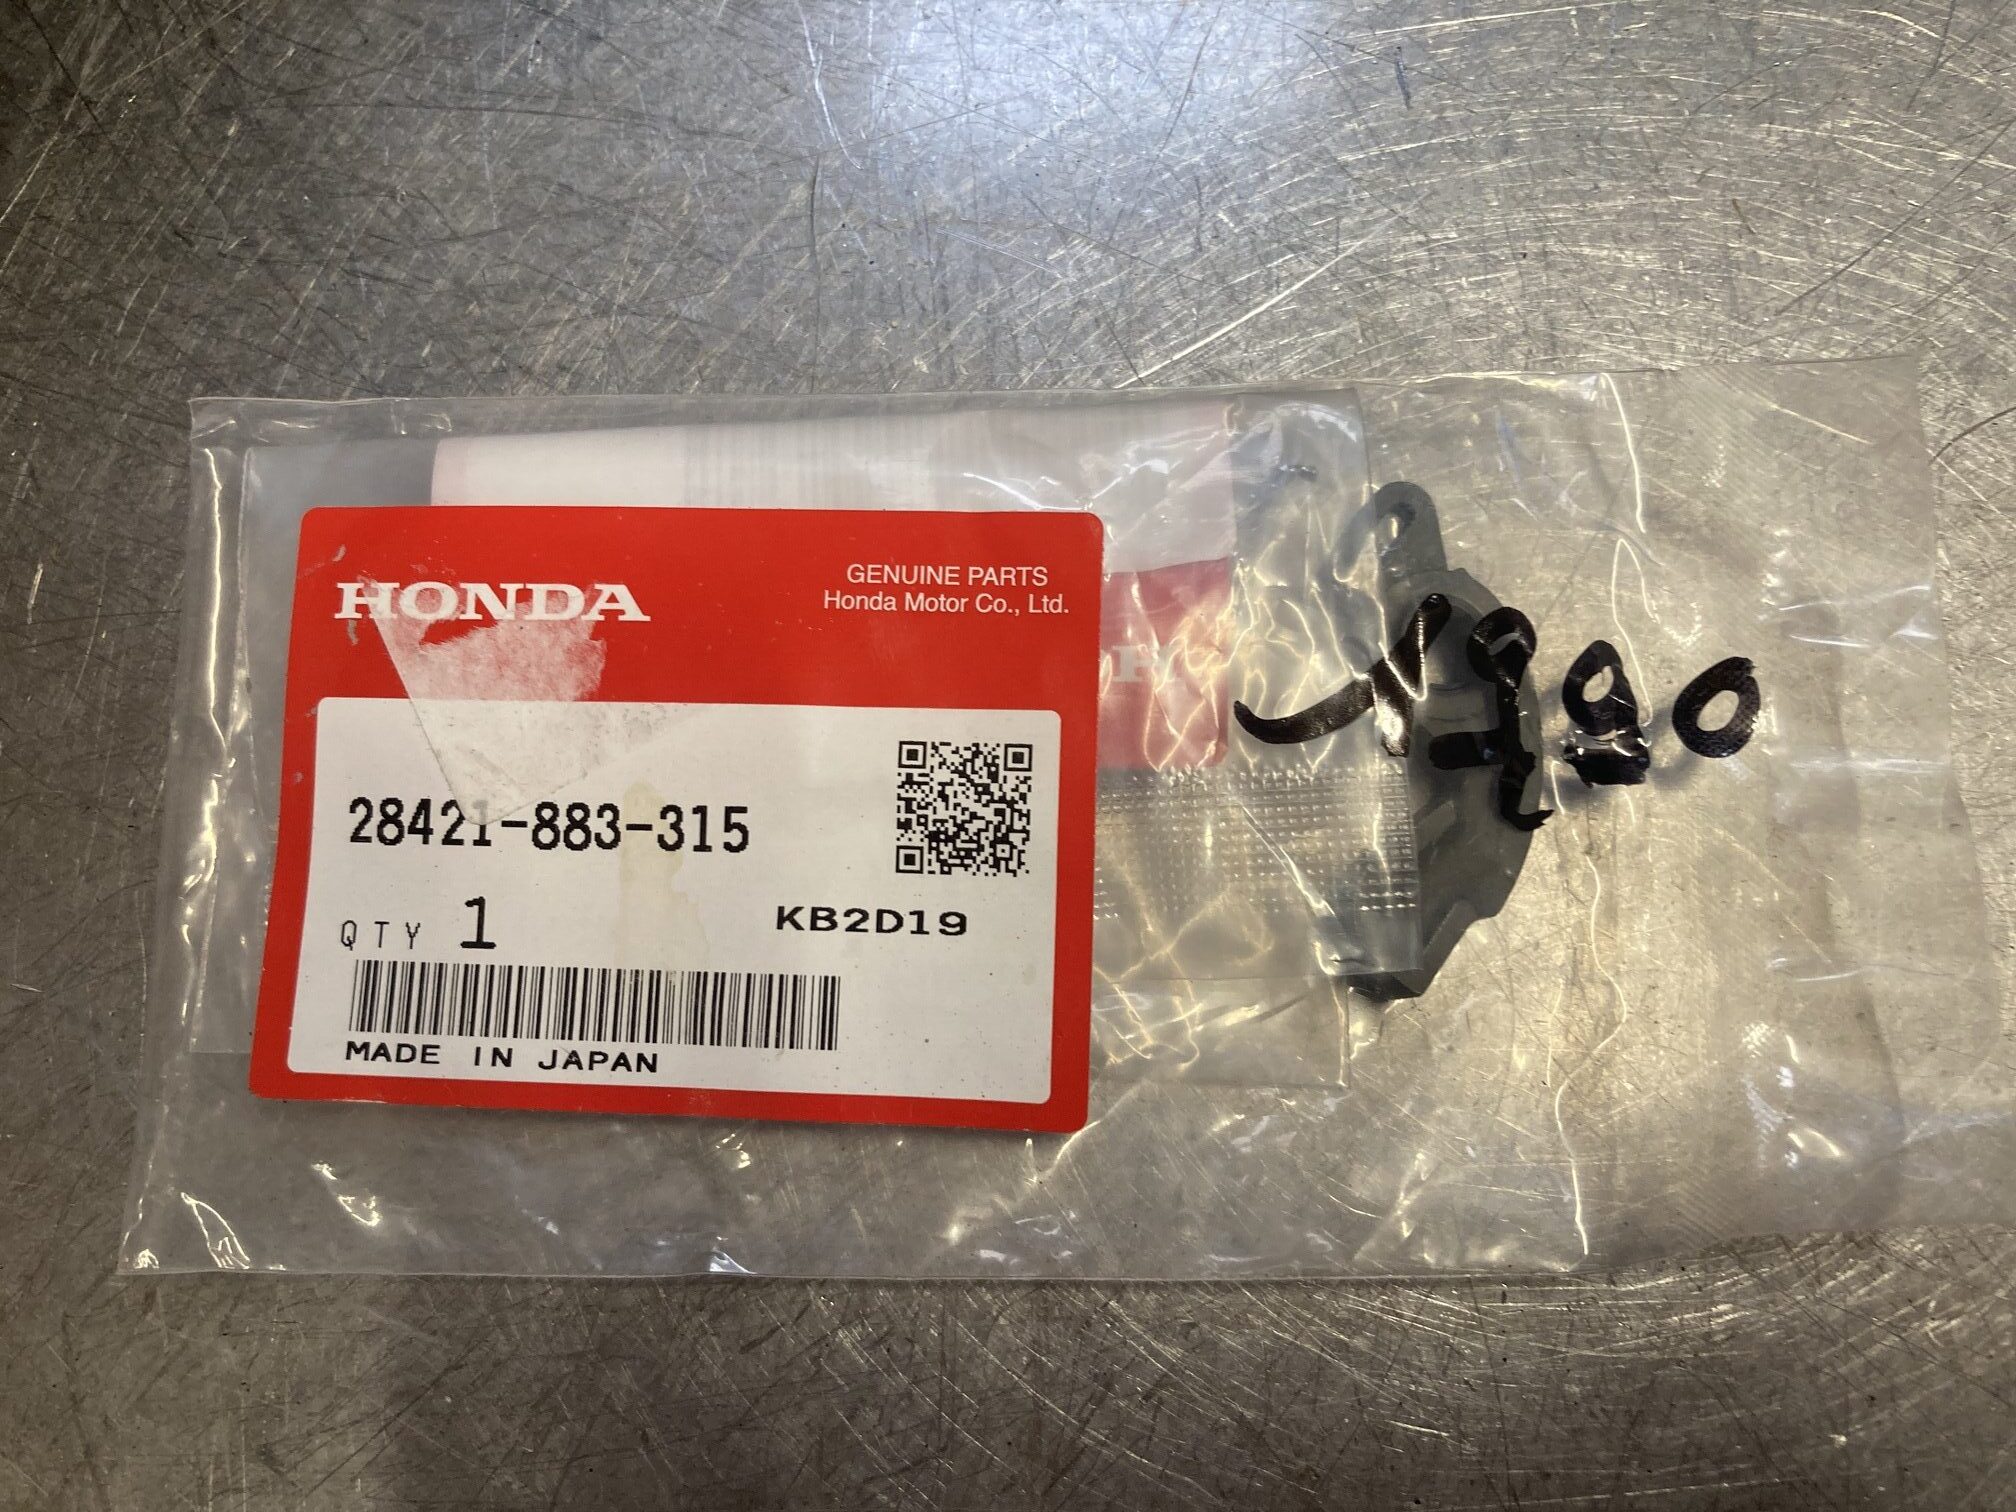 HONDA
GENUINE PARTS
Honda Motor Co., Ltd.
28421-883-315
QTY 1
KB2D19
MADE IN JAPAN